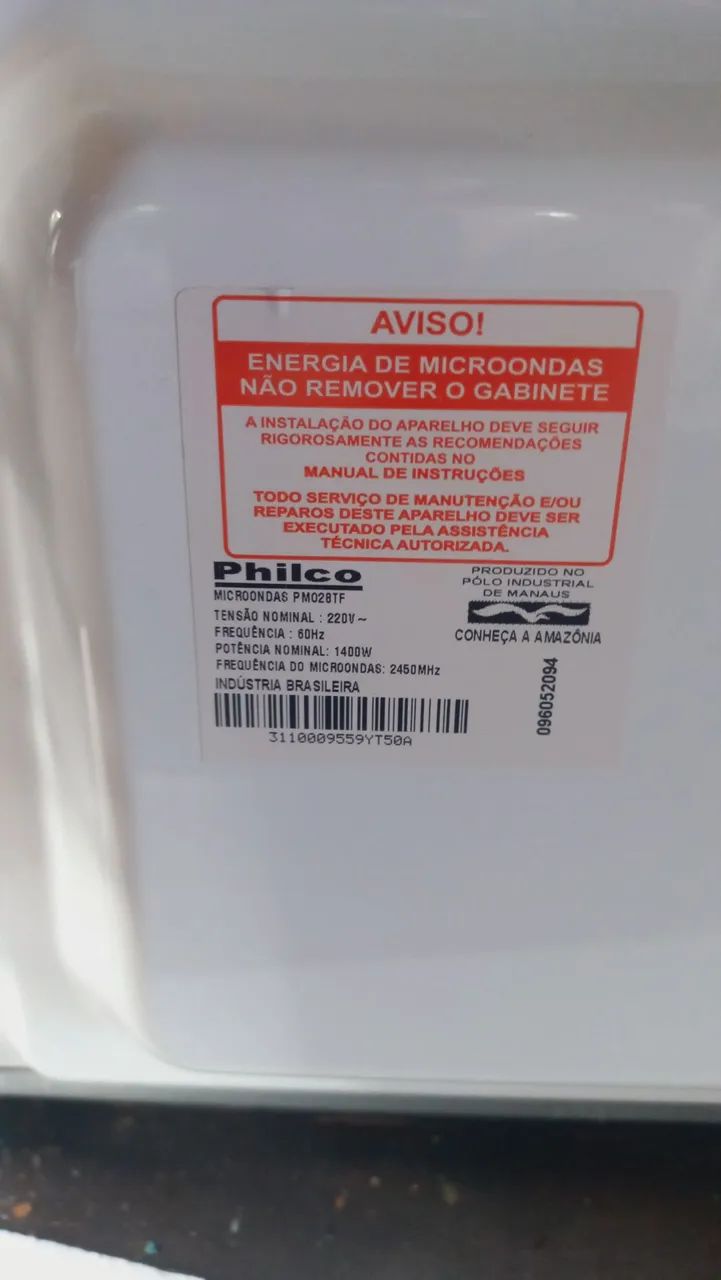 AVISO!
ENERGIA DE MICROONDAS
NÃO REMOVER O GABINETE
A INSTALAÇÃO DO APARELHO DEVE SEGUIR
RIGOROSAMENTE AS RECOMENDAÇÕES
CONTIDAS NO
MANUAL DE INSTRUÇÕES
TODO SERVIÇO DE MANUTENÇÃO E/OU
REPAROS DESTE APARELHO DEVE SER
EXECUTADO PELA ASSISTÊNCIA
TÉCNICA AUTORIZADA.
Philco
MICROONDAS PMO28TF
TENSÃO NOMINAL : 220V~
FREQUÊNCIA : 60Hz
POTÊNCIA NOMINAL: 1400W
FREQUÊNCIA DO MICROONDAS: 2450MHz
INDÚSTRIA BRASILEIRA
3110009559YT50A
PRODUZIDO NO
PÓLO INDUSTRIAL
DE MANAUS
CONHEÇA A AMAZÔNIA
096052094